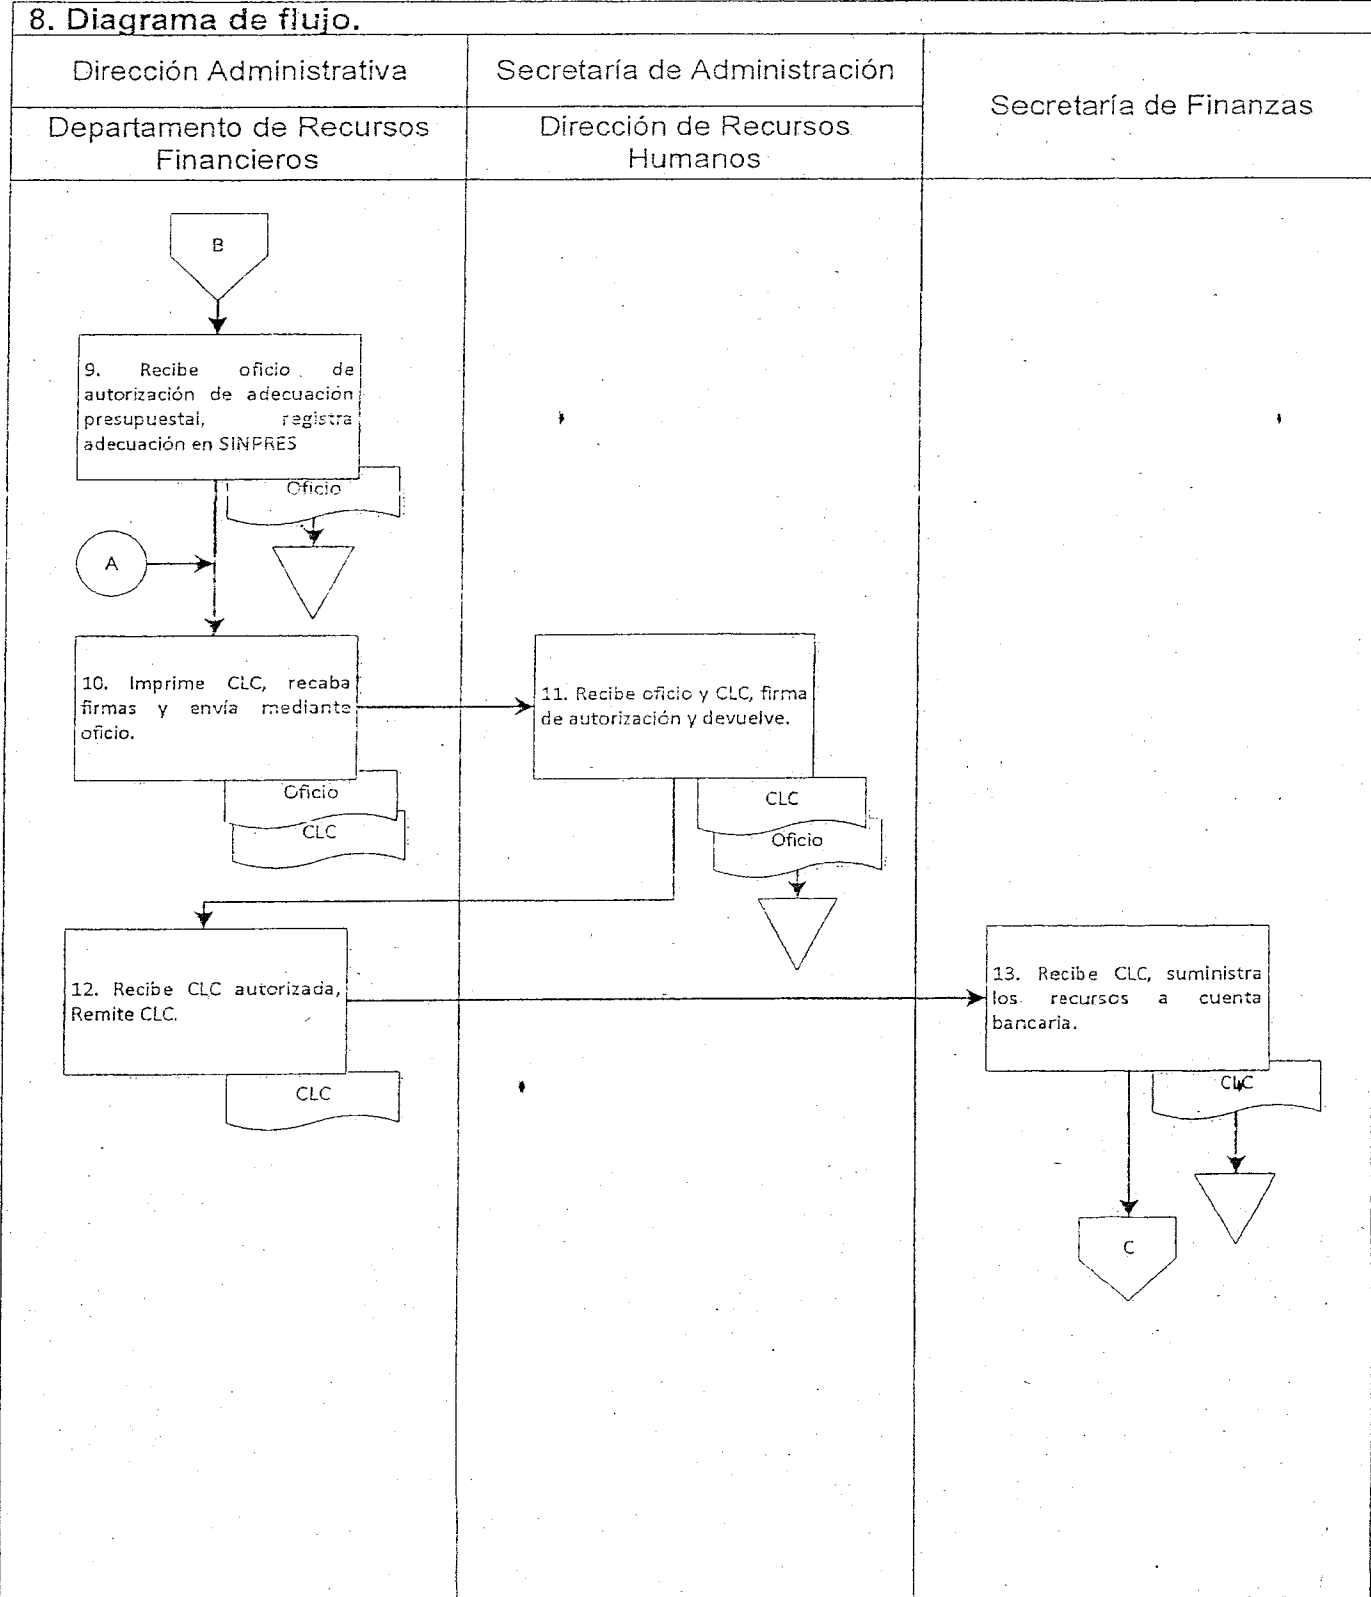 8. Diagrama de flujo.
Dirección Administrativa
Departamento de Recursos
Financieros
Secretaría de Administración
Dirección de Recursos
Humanos
Secretaría de Finanzas
B
9. Recibe oficio de
autorización de adecuación
presupuestal, registra
adecuación en SINPRES
Oficio
A
10. Imprime CLC, recaba
firmas y envía mediante
oficio.
Oficio
CLC
11. Recibe oficio y CLC, firma
de autorización y devuelve.
CLC
Oficio
12. Recibe CLC autorizada,
Remite CLC.
CLC
13. Recibe CLC, suministra
los recursos a cuenta
bancaria.
CLC
C